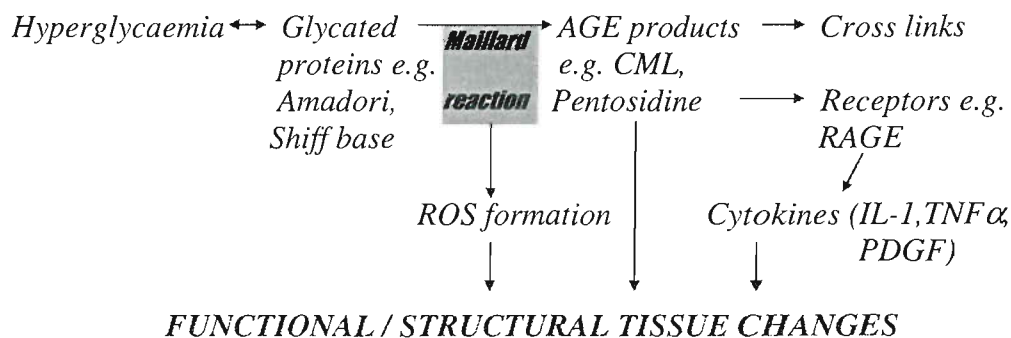 Hyperglycaemia
Glycated
proteins e.g.
Amadori,
Shiff base
Maillard
reaction
AGE products
e.g. CML,
Pentosidine
Cross links
Receptors e.g.
RAGE
ROS formation
Cytokines (IL-1,TNFα,
PDGF)
FUNCTIONAL / STRUCTURAL TISSUE CHANGES